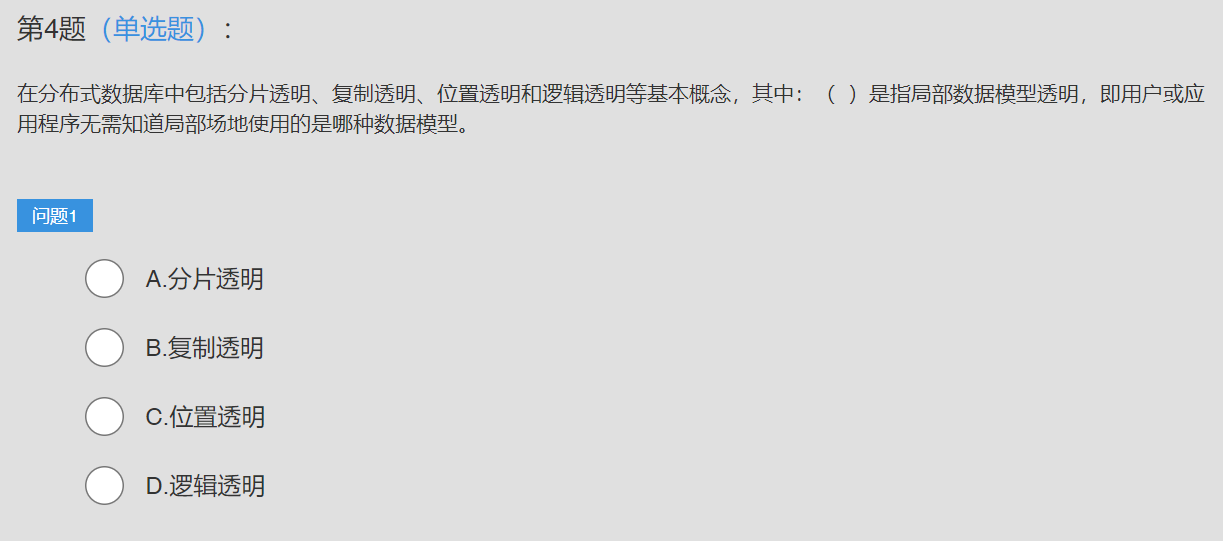 第4题（单选题）：
在分布式数据库中包括分片透明、复制透明、位置透明和逻辑透明等基本概念，其中：（ ）是指局部数据模型透明，即用户或应
用程序无需知道局部场地使用的是哪种数据模型。
问题1
A.分片透明
B.复制透明
C.位置透明
D.逻辑透明